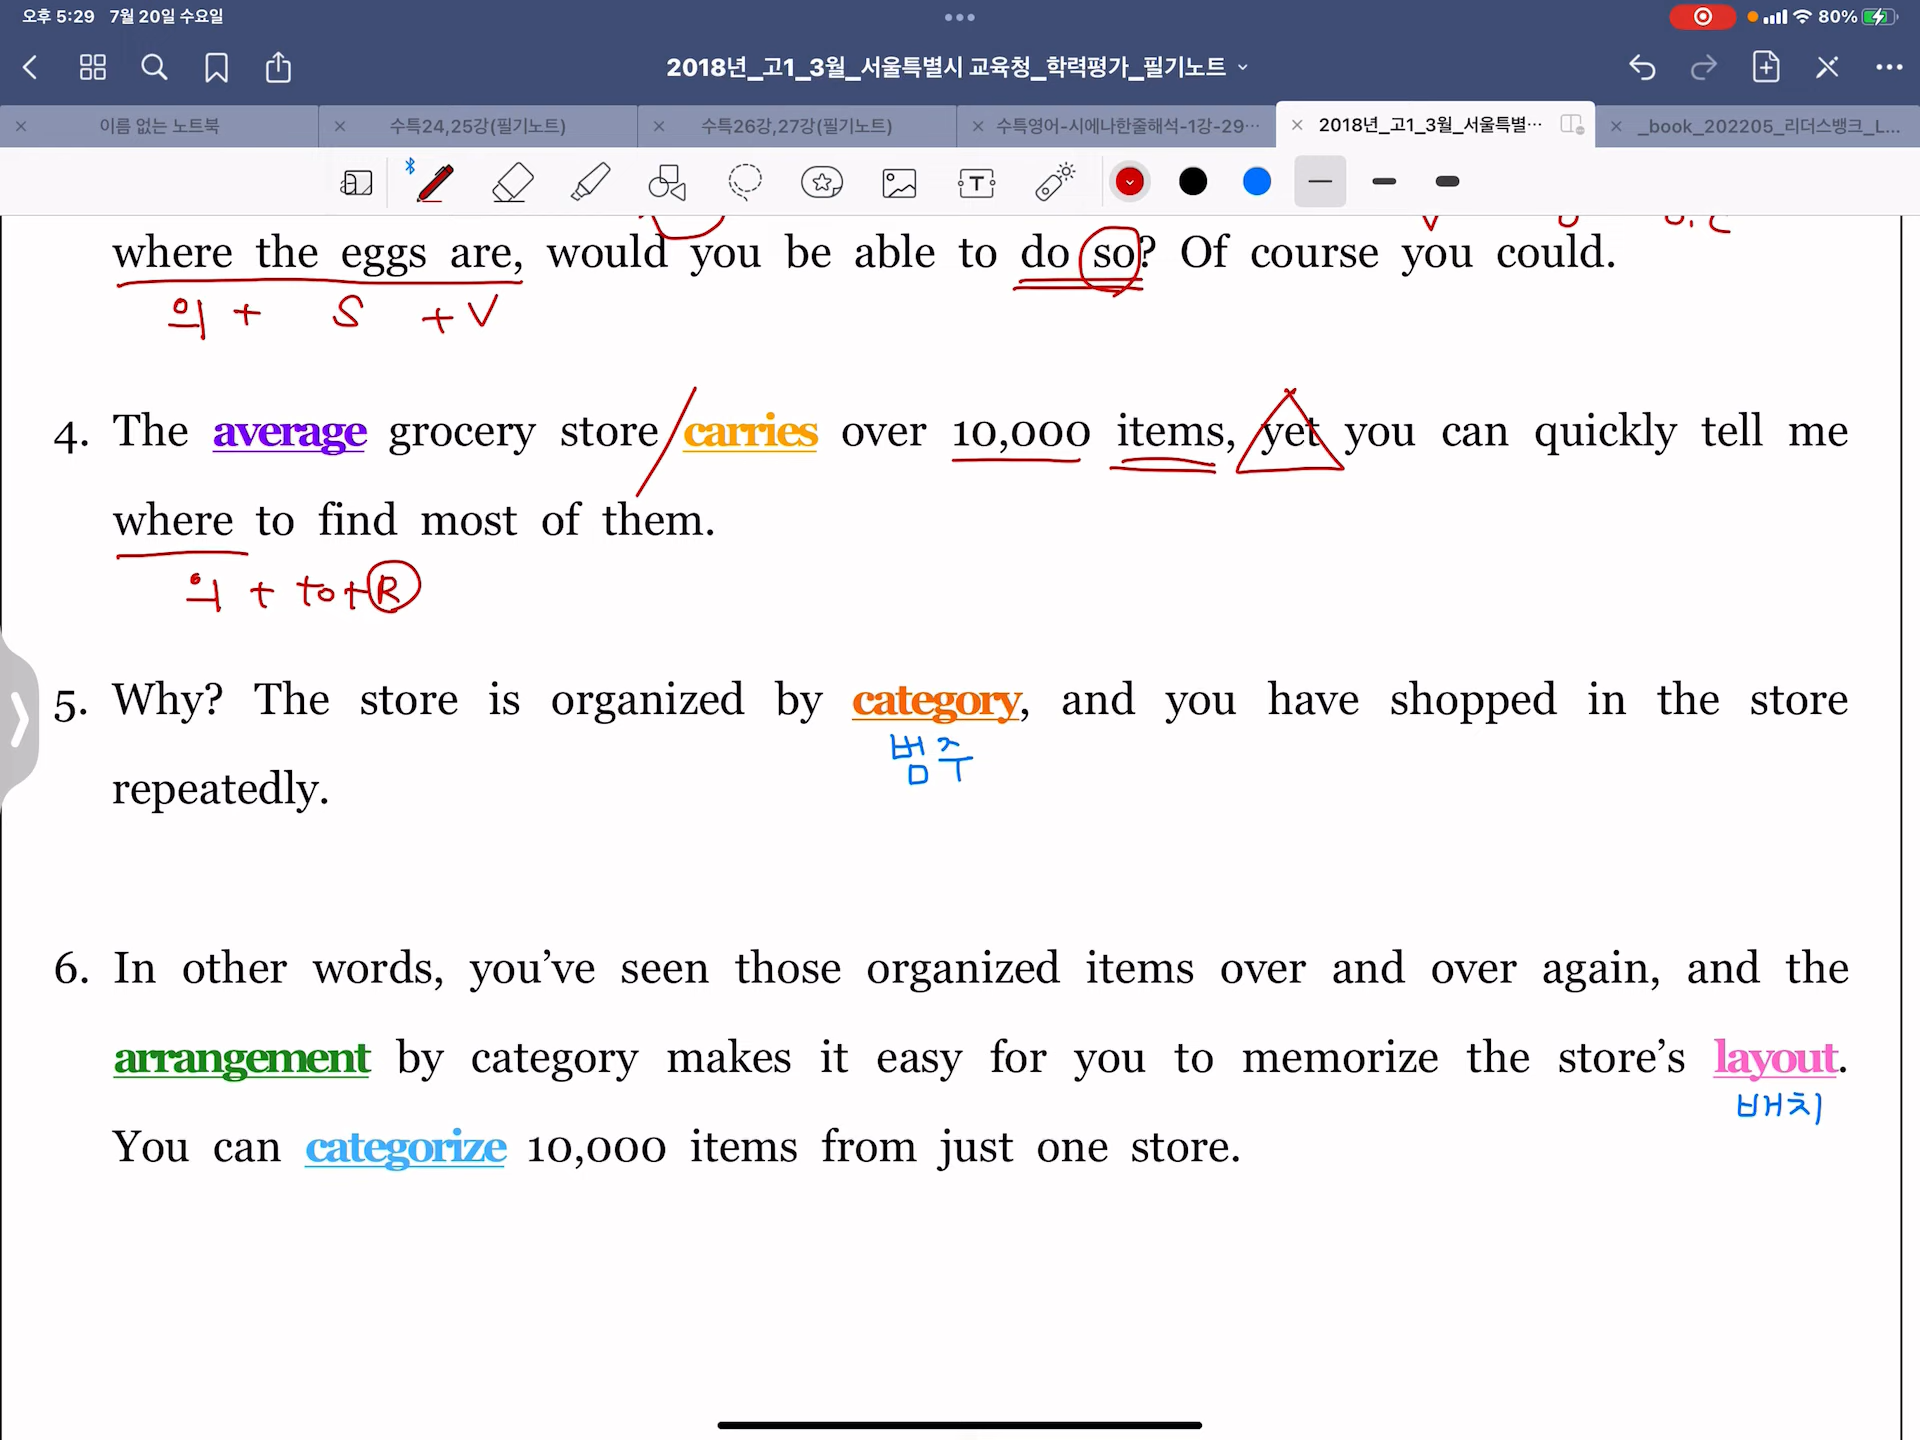 오후 5:29 7월 20일 수요일
80%
2018년_고1_3월_서울특별시 교육청_학력평가_필기노트
이름 없는 노트북
수특24,25강(필기노트)
수특26강,27강(필기노트)
수특영어-시에나한줄해석-1강-29…
2018년_고1_3월_서울특별…
_book_202205_리더스뱅크_L...
where the eggs are, would you be able to do so? Of course you could.
의 + S + V
4. The average grocery store carries over 10,000 items, yet you can quickly tell me
where to find most of them.
의 + to+R
5. Why? The store is organized by category, and you have shopped in the store
범주
repeatedly.
6. In other words, you've seen those organized items over and over again, and the
arrangement by category makes it easy for you to memorize the store's layout.
배치
You can categorize 10,000 items from just one store.